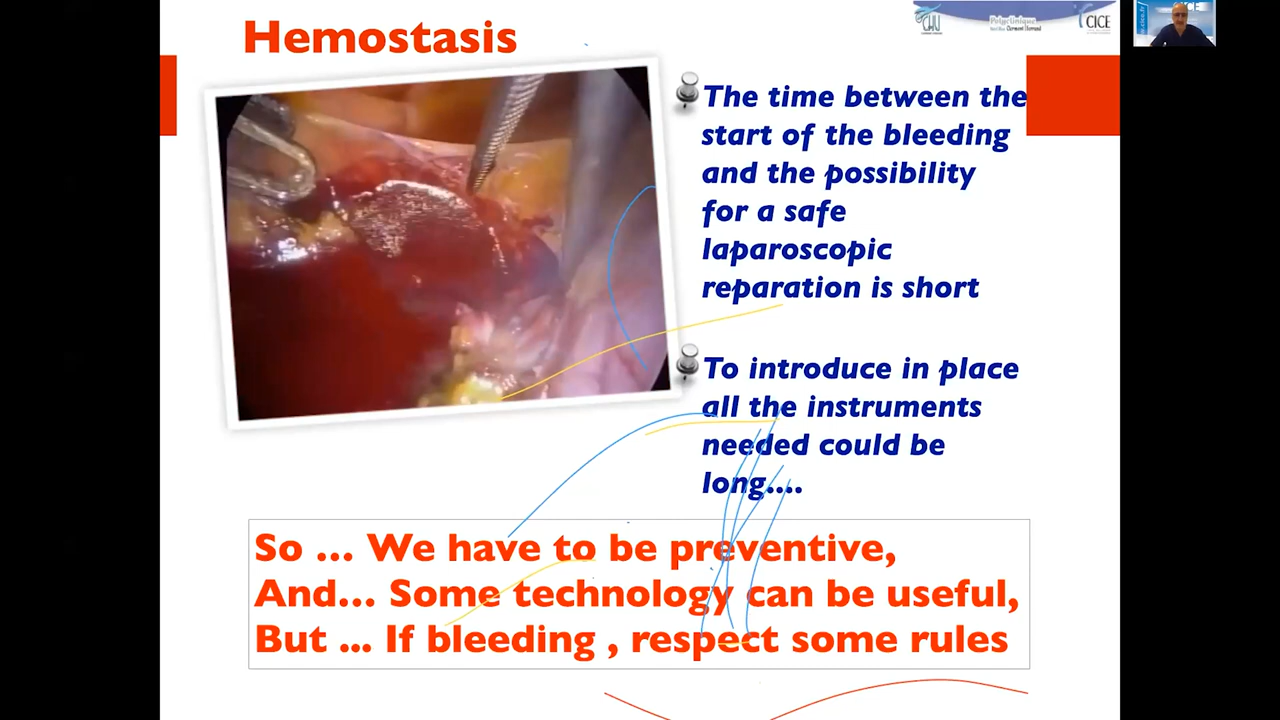 Hemostasis
CHU
Polyclinique
CICE
The time between the
start of the bleeding
and the possibility
for a safe
laparoscopic
reparation is short
To introduce in place
all the instruments
needed could be
long....
So ... We have to be preventive,
And... Some technology can be useful,
But ... If bleeding , respect some rules